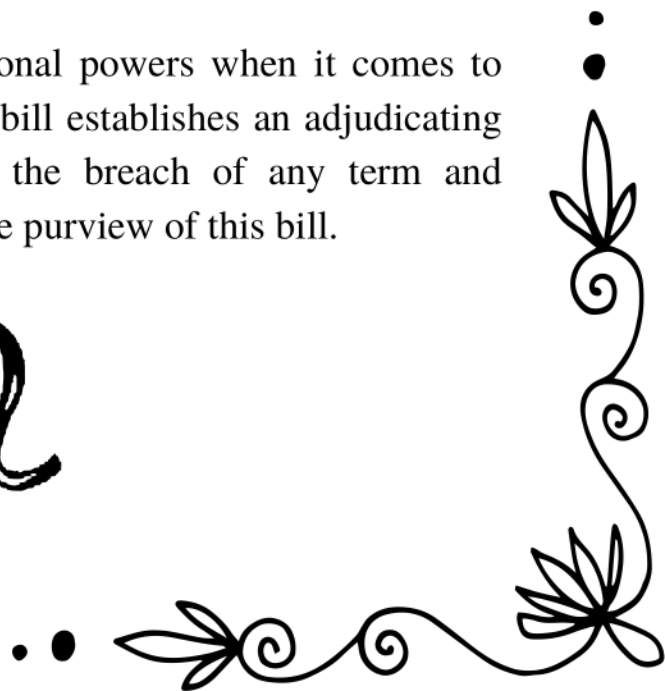 onal powers when it comes to
bill establishes an adjudicating
the breach of any term and
e purview of this bill.